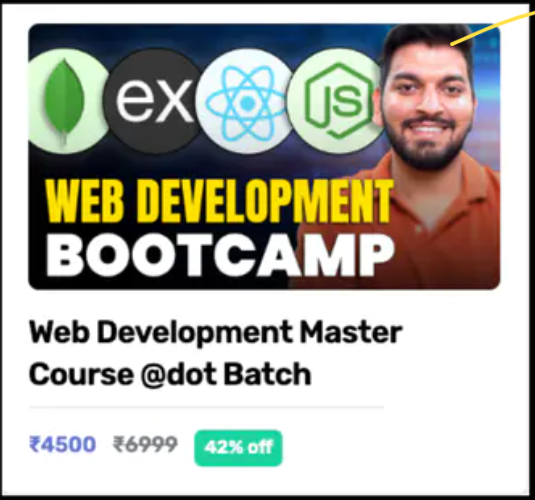 ex
JS
WEB DEVELOPMENT
BOOTCAMP
Web Development Master
Course @dot Batch
₹4500 ₹6999 42% off